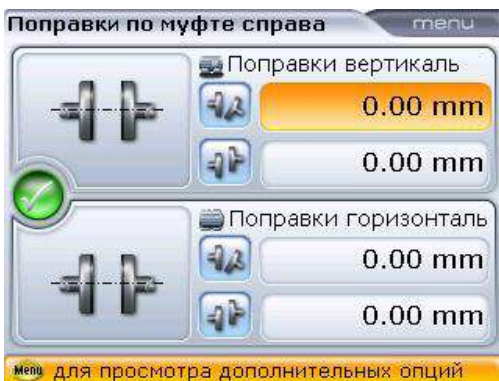 Поправки по муфте справа menu
Поправки вертикаль
0.00 mm
0.00 mm
Поправки горизонталь
0.00 mm
0.00 mm
Menu для просмотра дополнительных опций